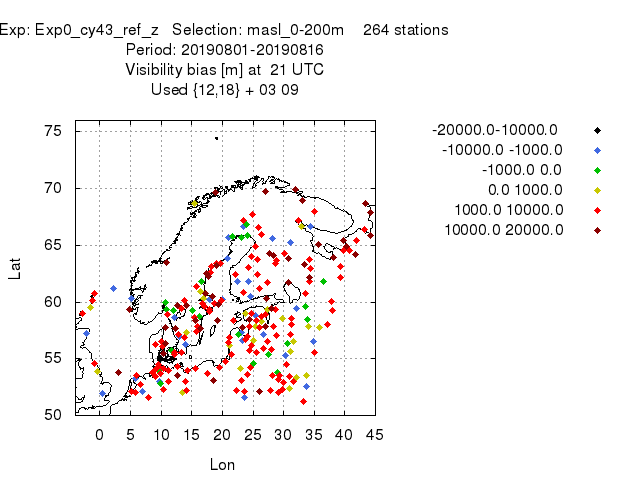 Exp: Exp0_cy43_ref_z   Selection: masl_0-200m    264 stations
Period: 20190801-20190816
Visibility bias [m] at  21 UTC
Used {12,18} + 03 09
-20000.0-10000.0
-10000.0 -1000.0
-1000.0 0.0
0.0 1000.0
1000.0 10000.0
10000.0 20000.0
75
70
65
60
55
50
Lat
0 5 10 15 20 25 30 35 40 45
Lon